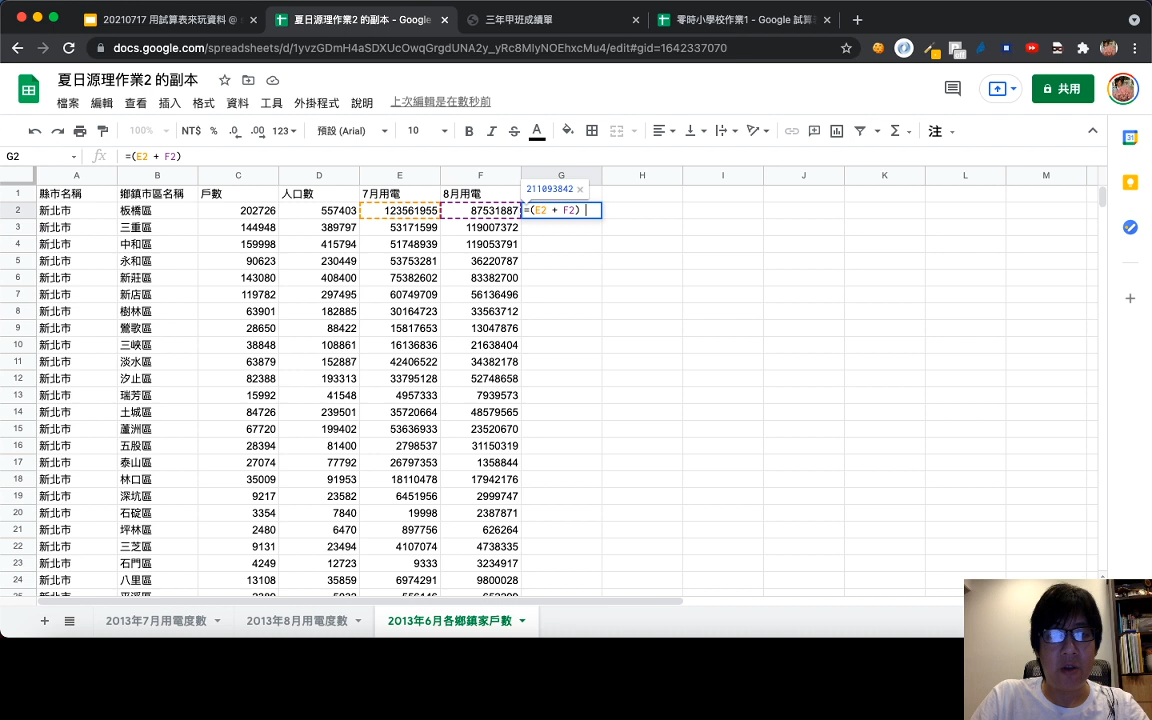 20210717 用試算表來玩資料 @
夏日源理作業2 的副本 - Google
三年甲班成績單
零時小學校作業1 - Google 試算
docs.google.com/spreadsheets/d/1yvzGDmH4aSDXUcOwqGrgdUNA2y_yRc8MlyNOEhxcMu4/edit#gid=1642337070
夏日源理作業2 的副本
檔案 編輯 查看 插入 格式 資料 工具 外掛程式 說明 上次編輯是在數秒前
共用
100% NT$ % .0 .00 123 預設 (Arial) 10 B I S A Σ 注
G2 fx =(E2 + F2)
A B C D E F G H I J K L M
211093842 ×
1 縣市名稱 鄉鎮市區名稱 戶數 人口數 7月用電 8月用電
2 新北市 板橋區 202726 557403 123561955 87531887 =(E2 + F2)
3 新北市 三重區 144948 389797 53171599 119007372
4 新北市 中和區 159998 415794 51748939 119053791
5 新北市 永和區 90623 230449 53753281 36220787
6 新北市 新莊區 143080 408400 75382602 83382700
7 新北市 新店區 119782 297495 60749709 56136496
8 新北市 樹林區 63901 182885 30164723 33563712
9 新北市 鶯歌區 28650 88422 15817653 13047876
10 新北市 三峽區 38848 108861 16136836 21638404
11 新北市 淡水區 63879 152887 42406522 34382178
12 新北市 汐止區 82388 193313 33795128 52748658
13 新北市 瑞芳區 15992 41548 4957333 7939573
14 新北市 土城區 84726 239501 35720664 48579565
15 新北市 蘆洲區 67720 199402 53636933 23520670
16 新北市 五股區 28394 81400 2798537 31150319
17 新北市 泰山區 27074 77792 26797353 1358844
18 新北市 林口區 35009 91953 18110478 17942176
19 新北市 深坑區 9217 23582 6451956 2999747
20 新北市 石碇區 3354 7840 19998 2387871
21 新北市 坪林區 2480 6470 897756 626264
22 新北市 三芝區 9131 23494 4107074 4738335
23 新北市 石門區 4249 12723 9333 3234917
24 新北市 八里區 13108 35859 6974291 9800028
2013年7月用電度數 2013年8月用電度數 2013年6月各鄉鎮家戶數